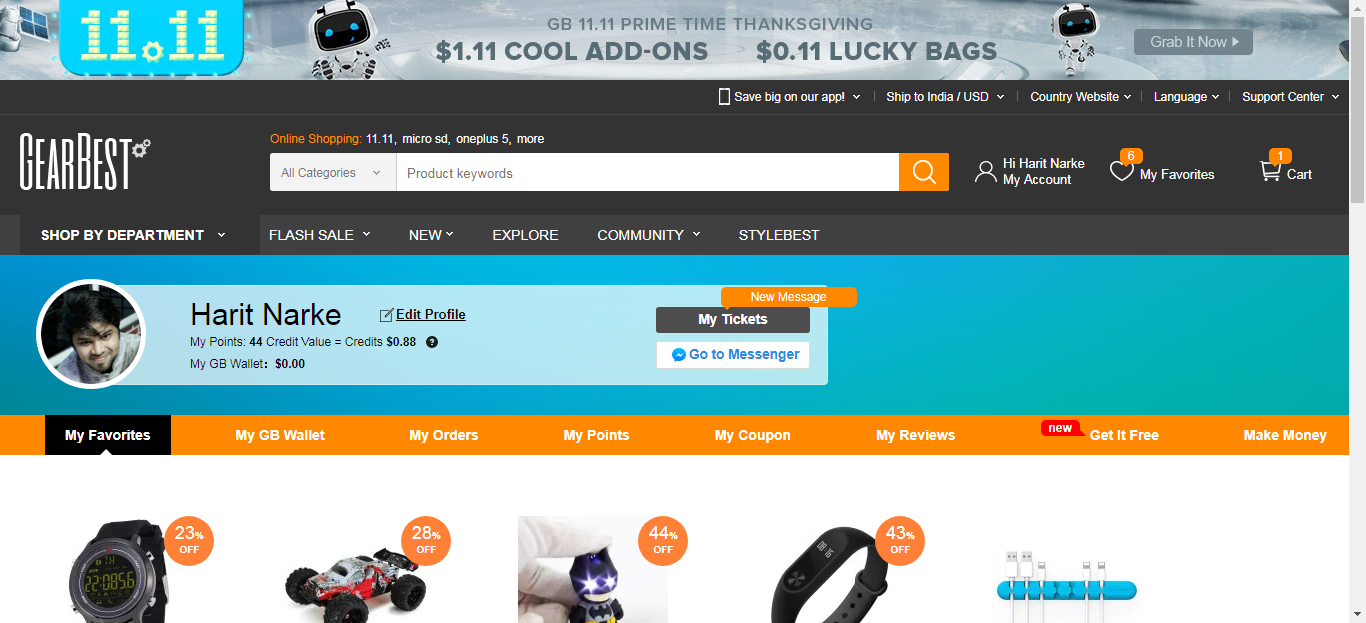 11.11
GB 11.11 PRIME TIME THANKSGIVING
$1.11 COOL ADD-ONS $0.11 LUCKY BAGS
Grab It Now
Save big on our app! Ship to India / USD Country Website Language Support Center
GEARBEST
Online Shopping: 11.11, micro sd, oneplus 5, more
All Categories Product keywords
Hi Harit Narke
My Account
6
My Favorites
1
Cart
SHOP BY DEPARTMENT FLASH SALE NEW EXPLORE COMMUNITY STYLEBEST
Harit Narke Edit Profile
My Points: 44 Credit Value = Credits $0.88 ?
My GB Wallet: $0.00
New Message
My Tickets
Go to Messenger
My Favorites My GB Wallet My Orders My Points My Coupon My Reviews new Get It Free Make Money
23% OFF
28% OFF
44% OFF
43% OFF
22:08:56
08:16